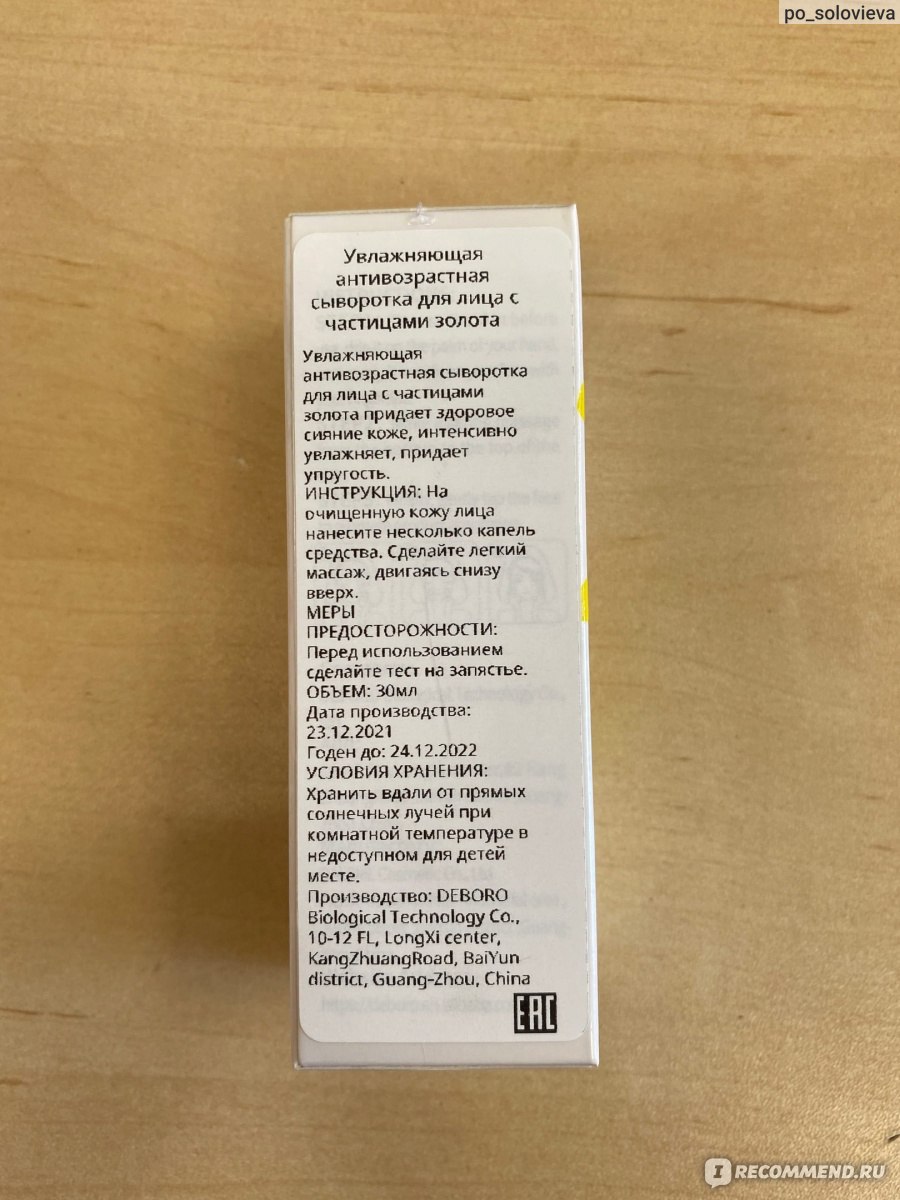 po_solovieva
Увлажняющая
антивозрастная
сыворотка для лица с
частицами золота
Увлажняющая
антивозрастная сыворотка
для лица с частицами
золота придает здоровое
сияние коже, интенсивно
увлажняет, придает
упругость.
ИНСТРУКЦИЯ: На
очищенную кожу лица
нанесите несколько капель
средства. Сделайте легкий
массаж, двигаясь снизу
вверх.
МЕРЫ
ПРЕДОСТОРОЖНОСТИ:
Перед использованием
сделайте тест на запястье.
ОБЪЕМ: 30мл
Дата производства:
23.12.2021
Годен до: 24.12.2022
УСЛОВИЯ ХРАНЕНИЯ:
Хранить вдали от прямых
солнечных лучей при
комнатной температуре в
недоступном для детей
месте.
Производство: DEBORO
Biological Technology Co.,
10-12 FL, LongXi center,
KangZhuangRoad, BaiYun
district, Guang-Zhou, China
EAC
I RECOMMEND.RU